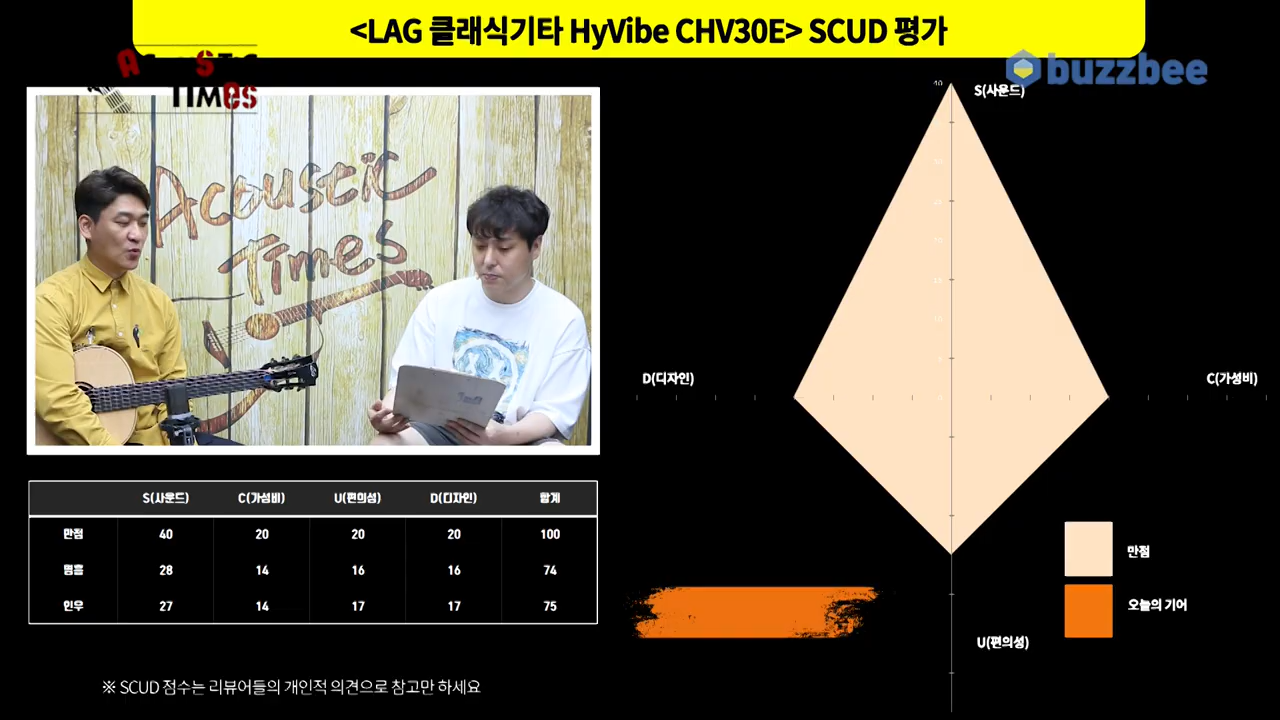 <LAG 클래식기타 HyVibe CHV30E> SCUD 평가
ACOUSTIC
TIMES
buzzbee
Acoustic
Times
S(사운드) C(가성비) U(편의성) D(디자인) 합계
만점 40 20 20 20 100
명흠 28 14 16 16 74
인우 27 14 17 17 75
※ SCUD 점수는 리뷰어들의 개인적 의견으로 참고만 하세요
40
S(사운드)
D(디자인)
C(가성비)
만점
오늘의 기어
U(편의성)